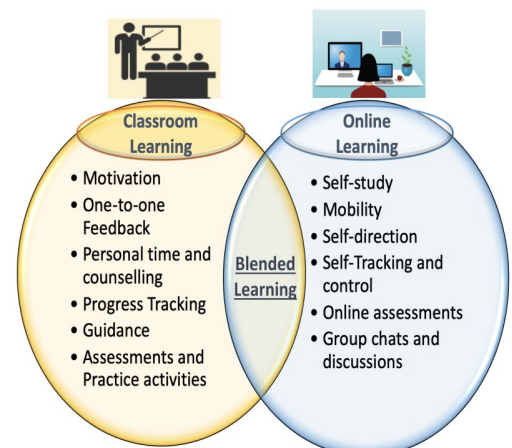 Classroom
Learning
• Motivation
• One-to-one
Feedback
• Personal time and
counselling
• Progress Tracking
• Guidance
• Assessments and
Practice activities
Blended
Learning
Online
Learning
• Self-study
• Mobility
• Self-direction
• Self-Tracking and
control
• Online assessments
• Group chats and
discussions